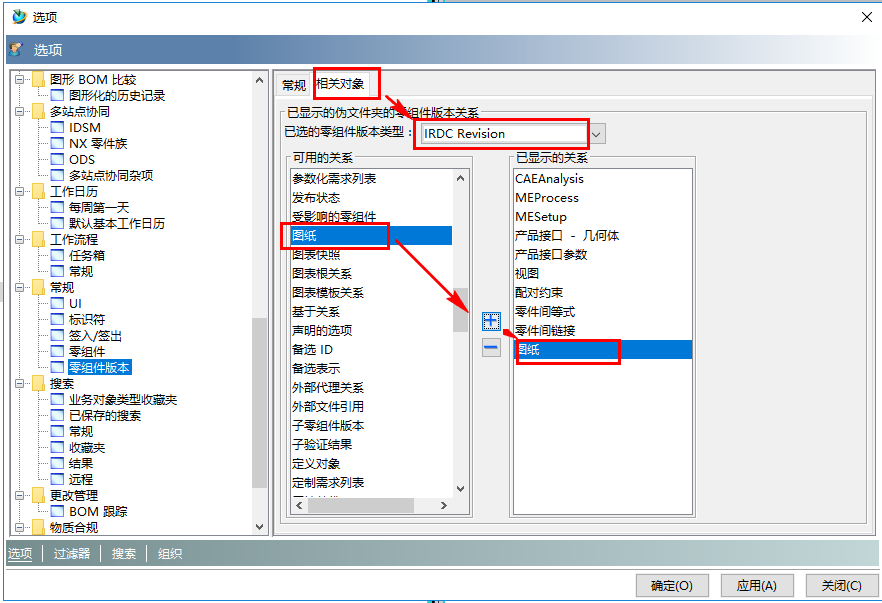 选项
选项
图形 BOM 比较
图形化的历史记录
多站点协同
IDSM
NX 零件族
ODS
多站点协同杂项
工作日历
每周第一天
默认基本工作日历
工作流程
任务箱
常规
常规
UI
标识符
签入/签出
零组件
零组件版本
搜索
业务对象类型收藏夹
已保存的搜索
常规
收藏夹
结果
远程
更改管理
BOM 跟踪
物质合规
常规
相关对象
已显示的伪文件夹的零组件版本关系
已选的零组件版本类型：
IRDC Revision
可用的关系
参数化需求列表
发布状态
受影响的零组件
图纸
图表快照
图表根关系
图表模板关系
基于关系
声明的选项
备选 ID
备选表示
外部代理关系
外部文件引用
子零组件版本
子验证结果
定义对象
定制需求列表
已显示的关系
CAEAnalysis
MEProcess
MESetup
产品接口 - 几何体
产品接口参数
视图
配对约束
零件间等式
零件间链接
图纸
选项
过滤器
搜索
组织
确定(O)
应用(A)
关闭(C)